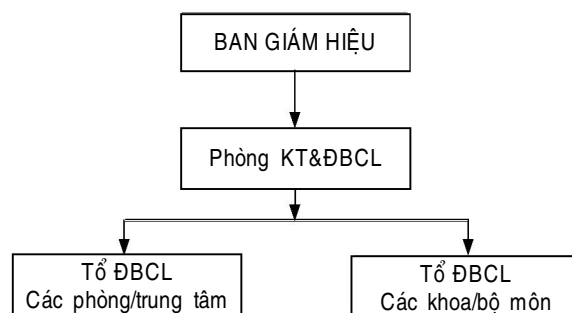 BAN GIÁM HIỆU
Phòng KT&ĐBCL
Tổ ĐBCL
Các phòng/trung tâm
Tổ ĐBCL
Các khoa/bộ môn